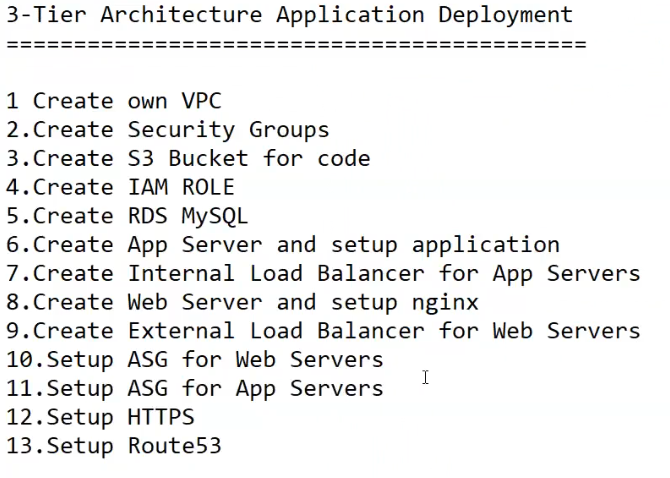 3-Tier Architecture Application Deployment
===========================================
1 Create own VPC
2.Create Security Groups
3.Create S3 Bucket for code
4.Create IAM ROLE
5.Create RDS MySQL
6.Create App Server and setup application
7.Create Internal Load Balancer for App Servers
8.Create Web Server and setup nginx
9.Create External Load Balancer for Web Servers
10.Setup ASG for Web Servers
11.Setup ASG for App Servers
12.Setup HTTPS
13.Setup Route53